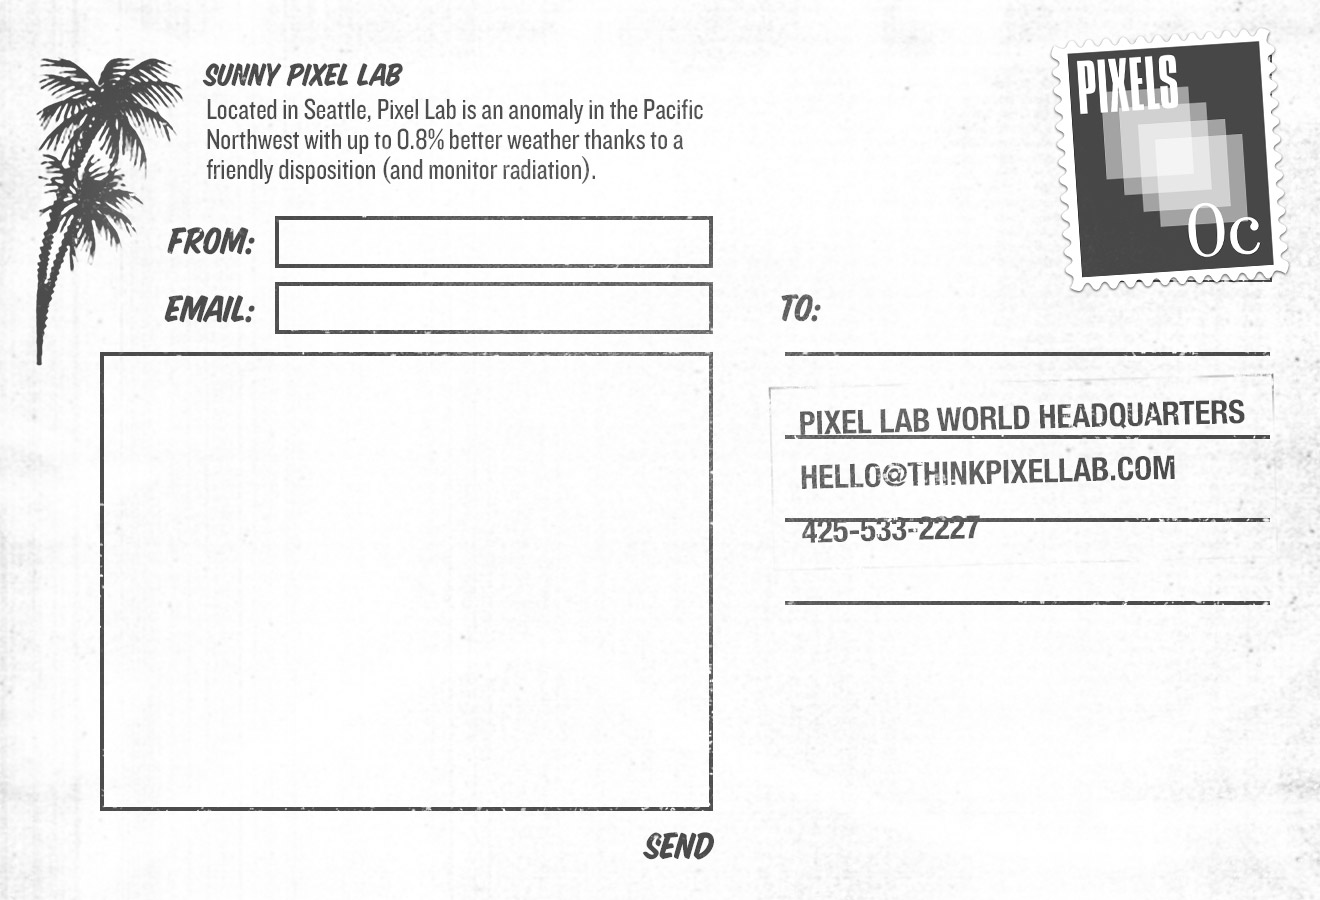 SUNNY PIXEL LAB
Located in Seattle, Pixel Lab is an anomaly in the Pacific
Northwest with up to 0.8% better weather thanks to a
friendly disposition (and monitor radiation).
FROM:
EMAIL:
SEND
PIXELS
0c
TO:
PIXEL LAB WORLD HEADQUARTERS
HELLO@THINKPIXELLAB.COM
425-533-2227